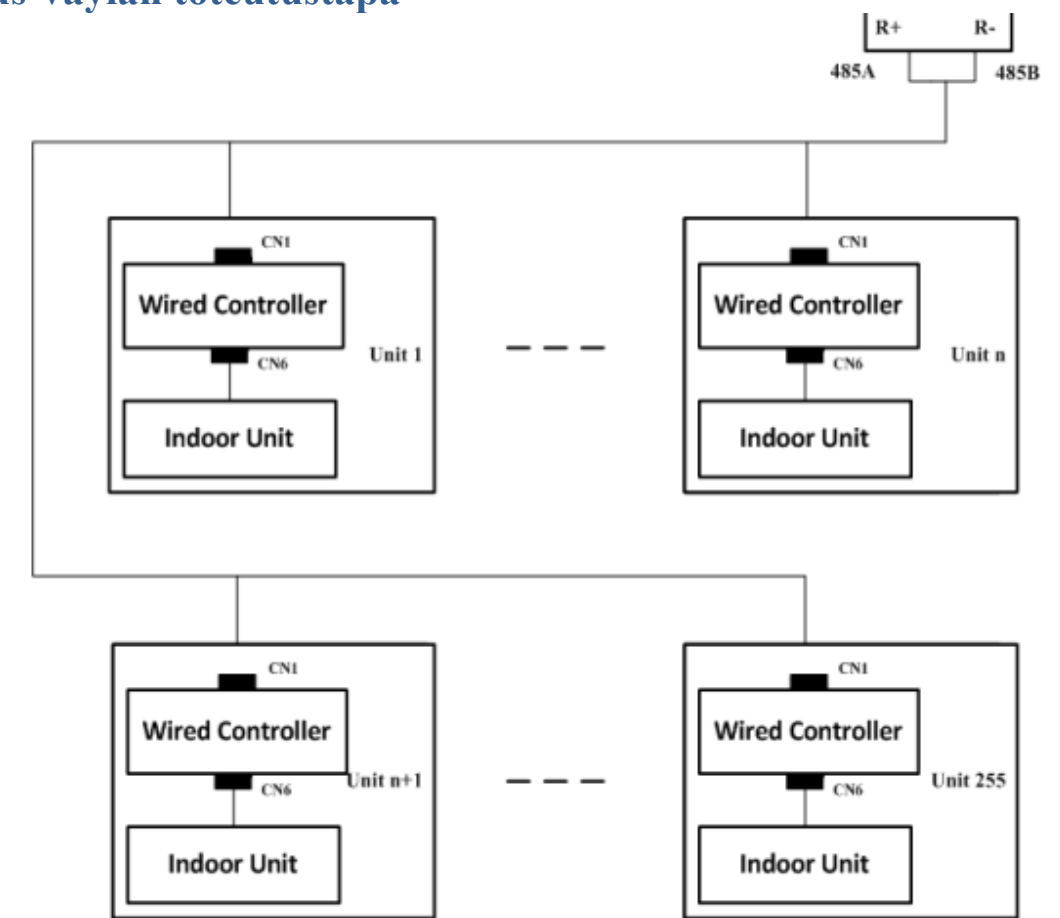 R+ R-
485A 485B
CN1
Wired Controller
Unit 1
CN6
Indoor Unit
CN1
Wired Controller
Unit n
CN6
Indoor Unit
CN1
Wired Controller
Unit n+1
CN6
Indoor Unit
CN1
Wired Controller
Unit 255
CN6
Indoor Unit